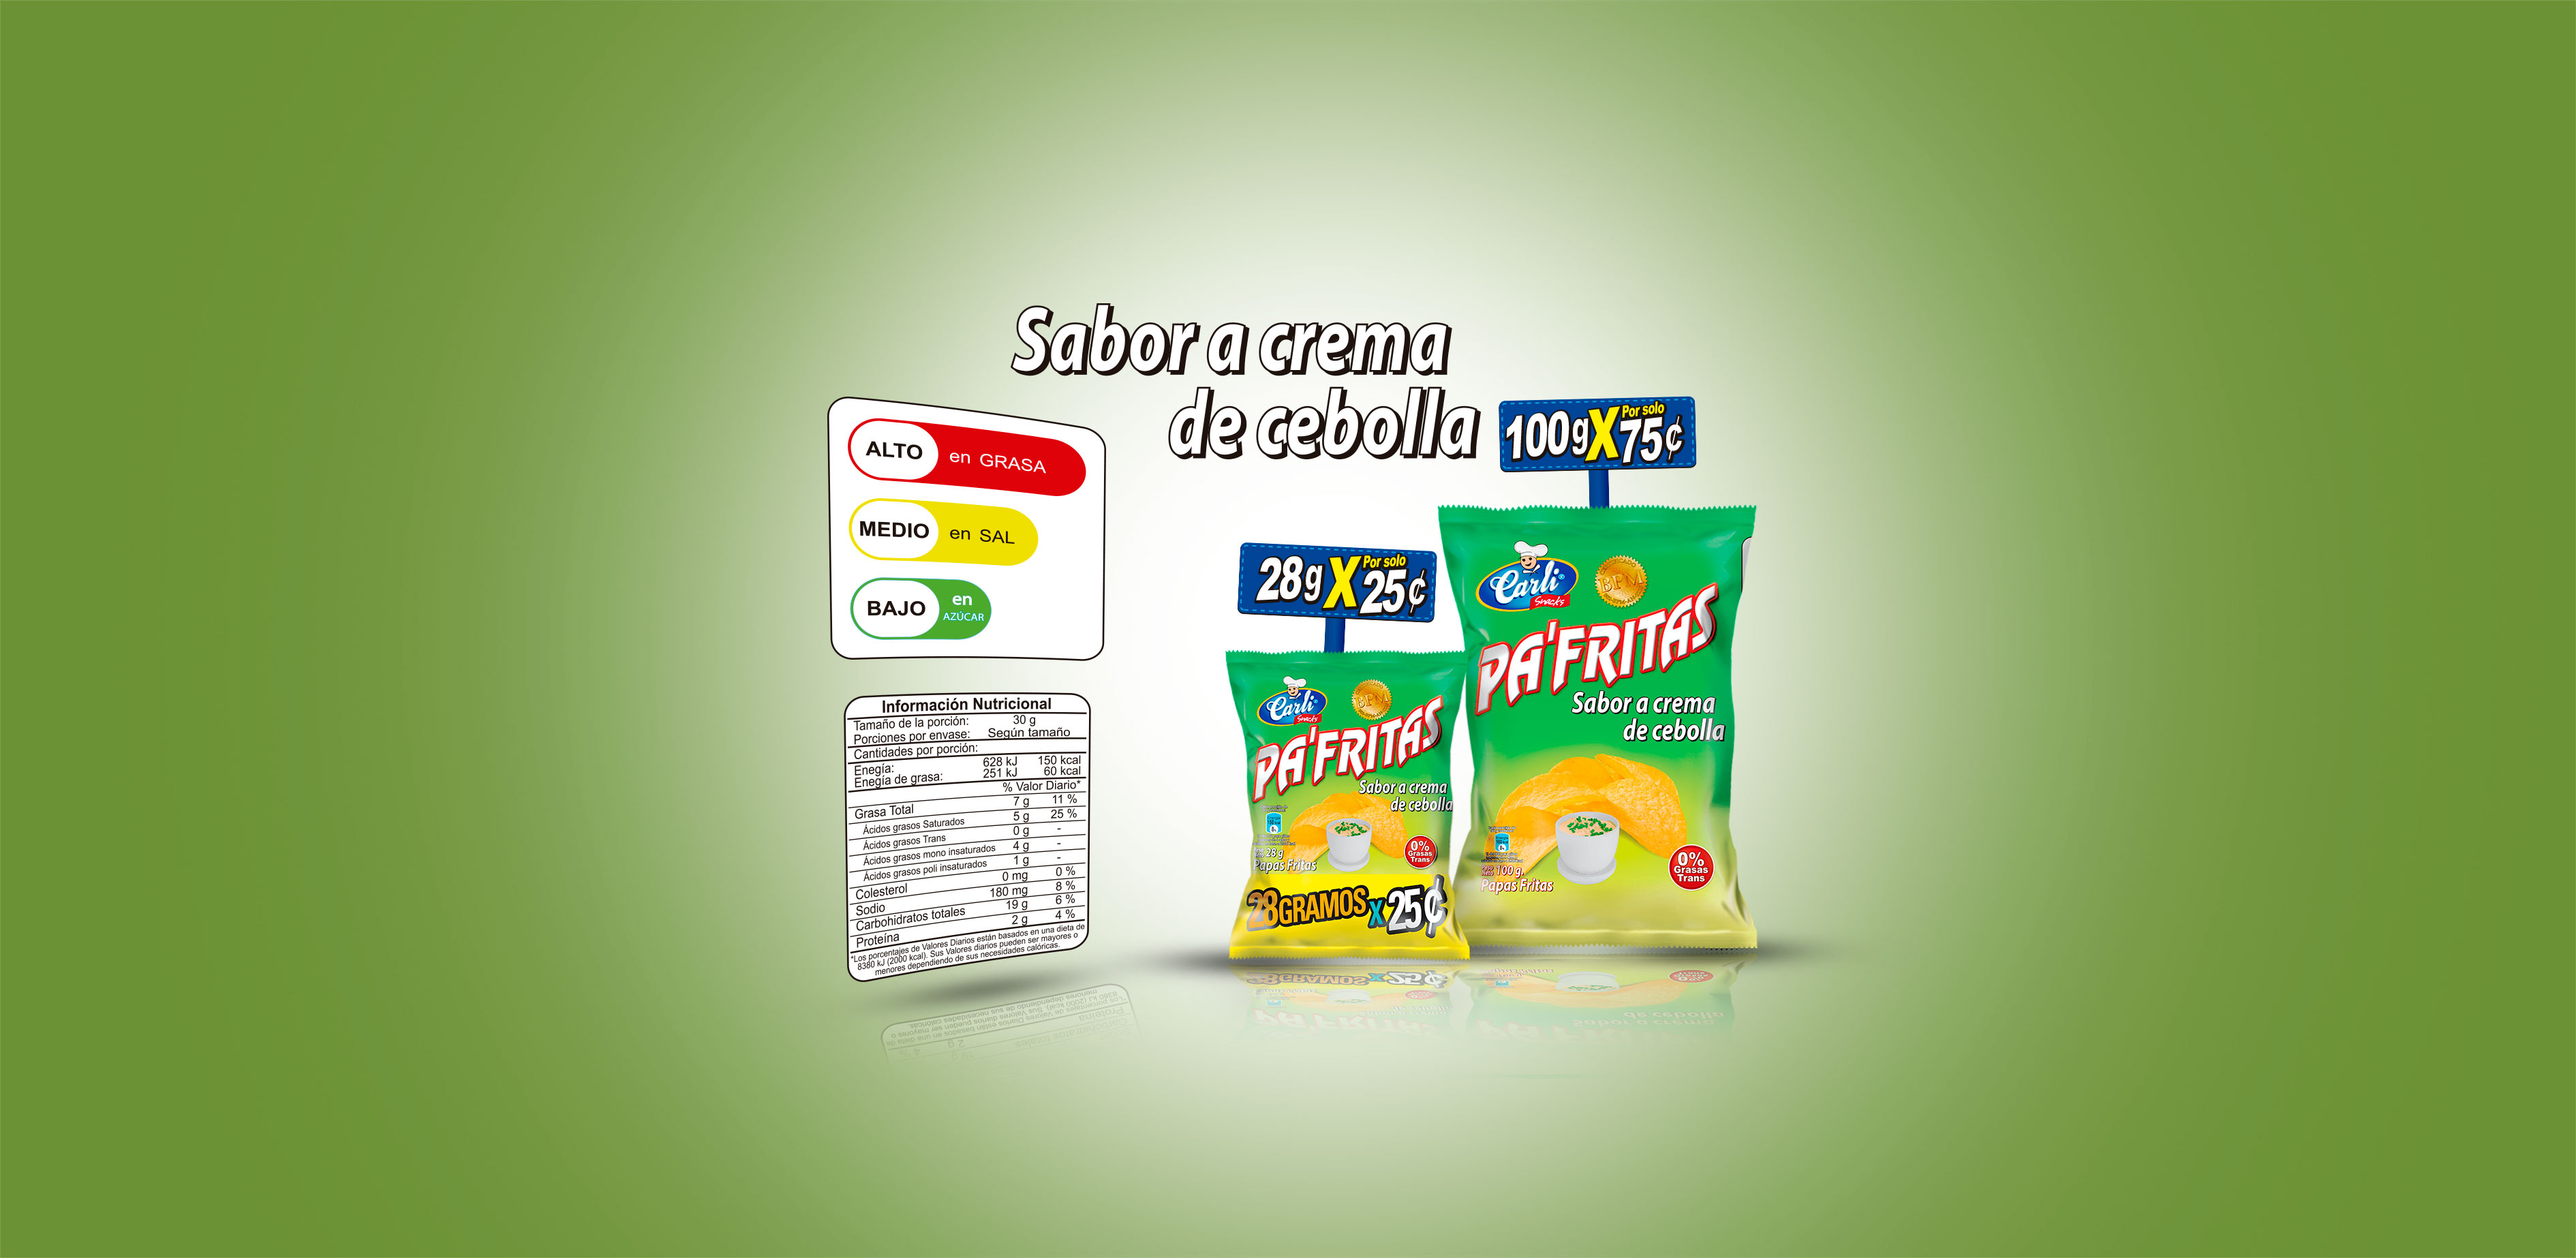 Sabor a crema
de cebolla
ALTO en GRASA
MEDIO en SAL
BAJO en AZÚCAR
Información Nutricional
Tamaño de la porción: 30 g
Porciones por envase: Según tamaño
Cantidades por porción:
Enegía: 628 kJ 150 kcal
Enegía de grasa: 251 kJ 60 kcal
% Valor Diario*
Grasa Total 7 g 11 %
Ácidos grasos Saturados 5 g 25 %
Ácidos grasos Trans 0 g -
Ácidos grasos mono insaturados 4 g -
Ácidos grasos poli insaturados 1 g -
Colesterol 0 mg 0 %
Sodio 180 mg 8 %
Carbohidratos totales 19 g 6 %
Proteína 2 g 4 %
*Los porcentajes de Valores Diarios están basados en una dieta de
8380 kJ (2000 kcal). Sus Valores diarios pueden ser mayores o
menores dependiendo de sus necesidades calóricas.
28g X Por solo 25¢
Carli
Snacks
BPM
PA'FRITAS
Sabor a crema
de cebolla
28 g
Papas Fritas
0%
Grasas
Trans
28GRAMOS x 25¢
100g X Por solo 75¢
Carli
Snacks
BPM
PA'FRITAS
Sabor a crema
de cebolla
100 g.
Papas Fritas
0%
Grasas
Trans